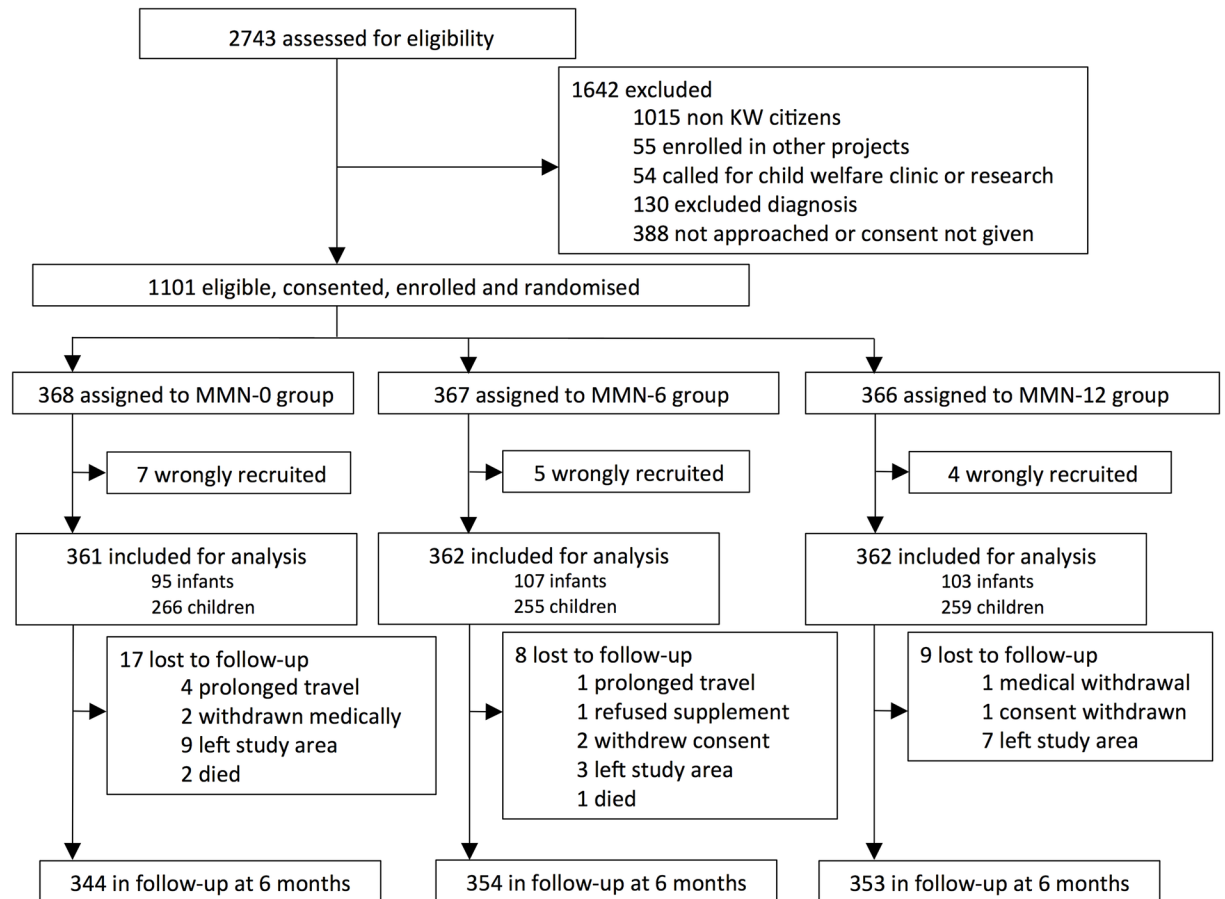 2743 assessed for eligibility
1642 excluded
1015 non KW citizens
55 enrolled in other projects
54 called for child welfare clinic or research
130 excluded diagnosis
388 not approached or consent not given
1101 eligible, consented, enrolled and randomised
368 assigned to MMN-0 group
367 assigned to MMN-6 group
366 assigned to MMN-12 group
7 wrongly recruited
5 wrongly recruited
4 wrongly recruited
361 included for analysis
95 infants
266 children
362 included for analysis
107 infants
255 children
362 included for analysis
103 infants
259 children
17 lost to follow-up
4 prolonged travel
2 withdrawn medically
9 left study area
2 died
8 lost to follow-up
1 prolonged travel
1 refused supplement
2 withdrew consent
3 left study area
1 died
9 lost to follow-up
1 medical withdrawal
1 consent withdrawn
7 left study area
344 in follow-up at 6 months
354 in follow-up at 6 months
353 in follow-up at 6 months